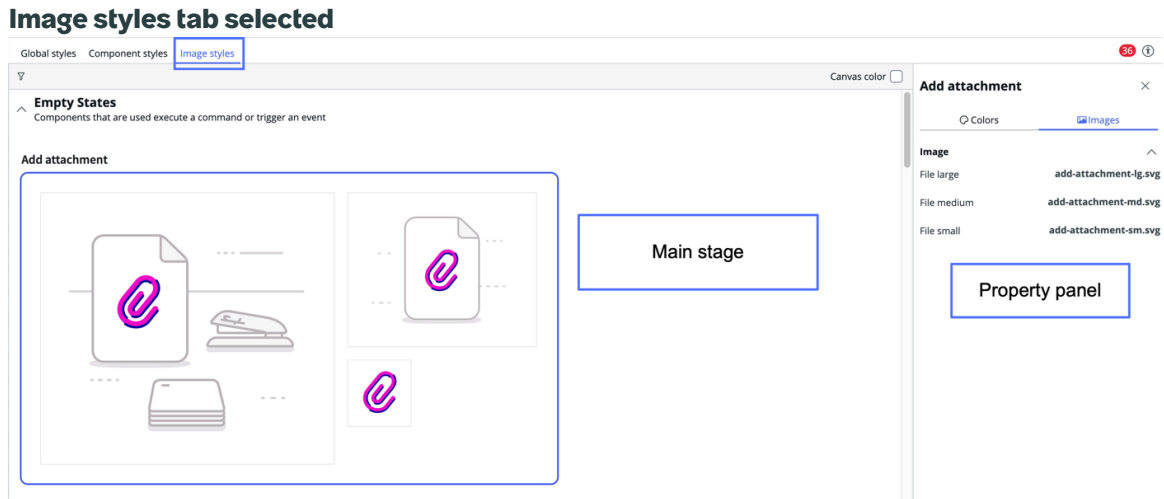 Image styles tab selected
Global styles Component styles Image styles 36
Canvas color
Empty States
Components that are used execute a command or trigger an event
Add attachment
Main stage
Add attachment
Colors Images
Image
File large add-attachment-lg.svg
File medium add-attachment-md.svg
File small add-attachment-sm.svg
Property panel